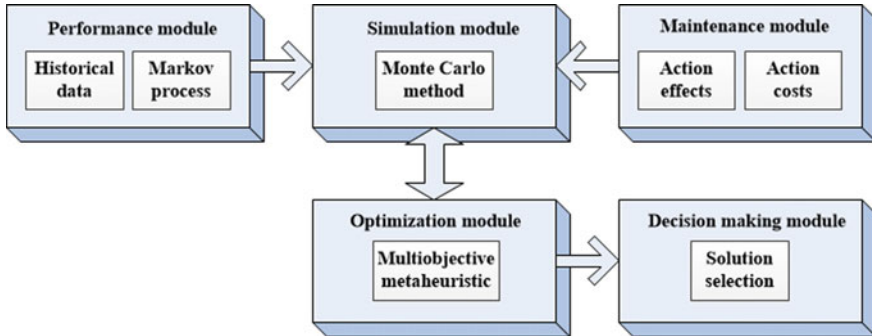 Performance module
Historical
data
Markov
process
Simulation module
Monte Carlo
method
Maintenance module
Action
effects
Action
costs
Optimization module
Multiobjective
metaheuristic
Decision making module
Solution
selection